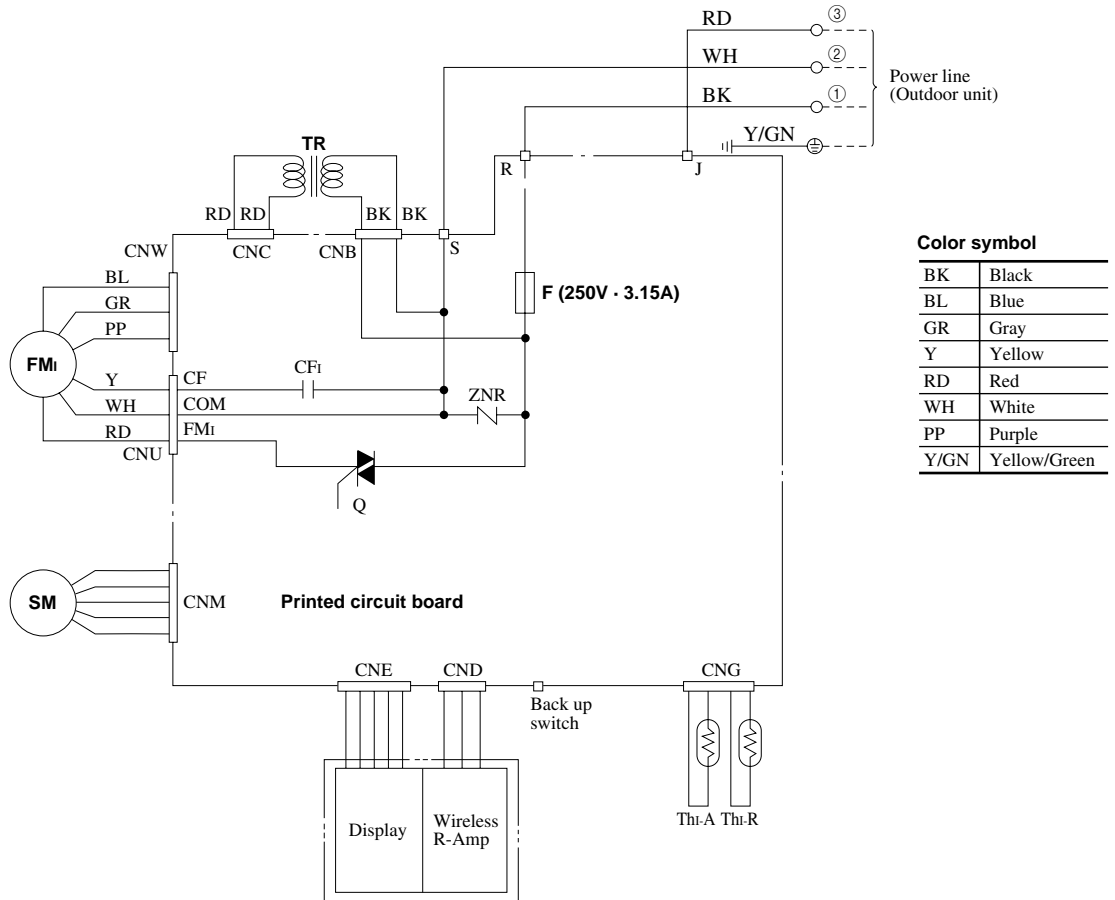 RD
③
WH
②
BK
①
Y/GN
Power line
(Outdoor unit)
TR
R
J
RD RD
BK BK
CNW
CNC
CNB
S
BL
GR
PP
FMI
F (250V · 3.15A)
Y
CF
CFI
WH
COM
ZNR
RD
FMI
CNU
Q
SM
CNM
Printed circuit board
CNE
CND
CNG
Back up
switch
Display
Wireless
R-Amp
ThI-A ThI-R
Color symbol
BK Black
BL Blue
GR Gray
Y Yellow
RD Red
WH White
PP Purple
Y/GN Yellow/Green